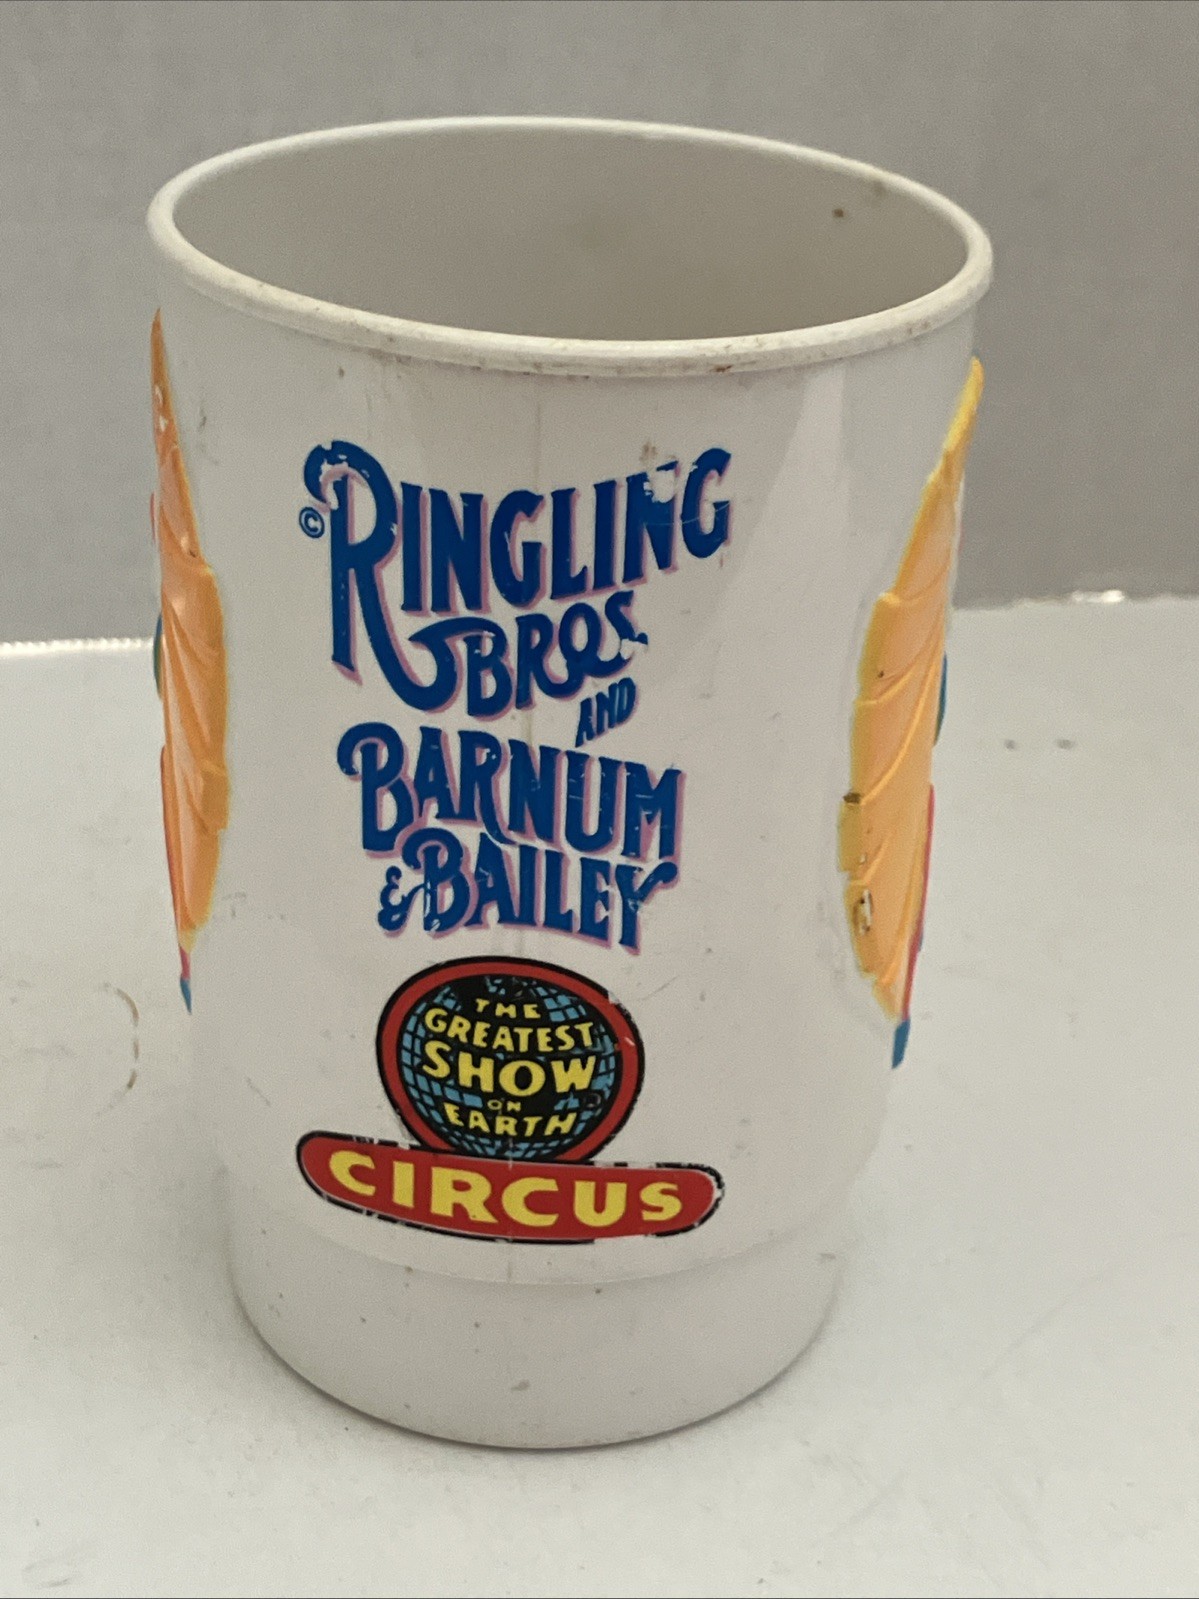 © RINGLING
BROS.
AND
BARNUM
& BAILEY
THE
GREATEST
SHOW
ON
EARTH
CIRCUS